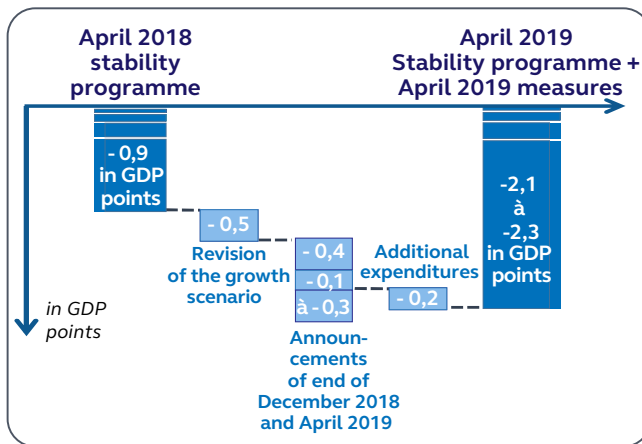 April 2018
stability
programme
April 2019
Stability programme +
April 2019 measures
- 0,9
in GDP
points
- 0,5
Revision
of the growth
scenario
- 0,4
- 0,1
à - 0,3
Announ-
cements
of end of
December 2018
and April 2019
Additional
expenditures
- 0,2
-2,1
à
-2,3
in GDP
points
in GDP
points